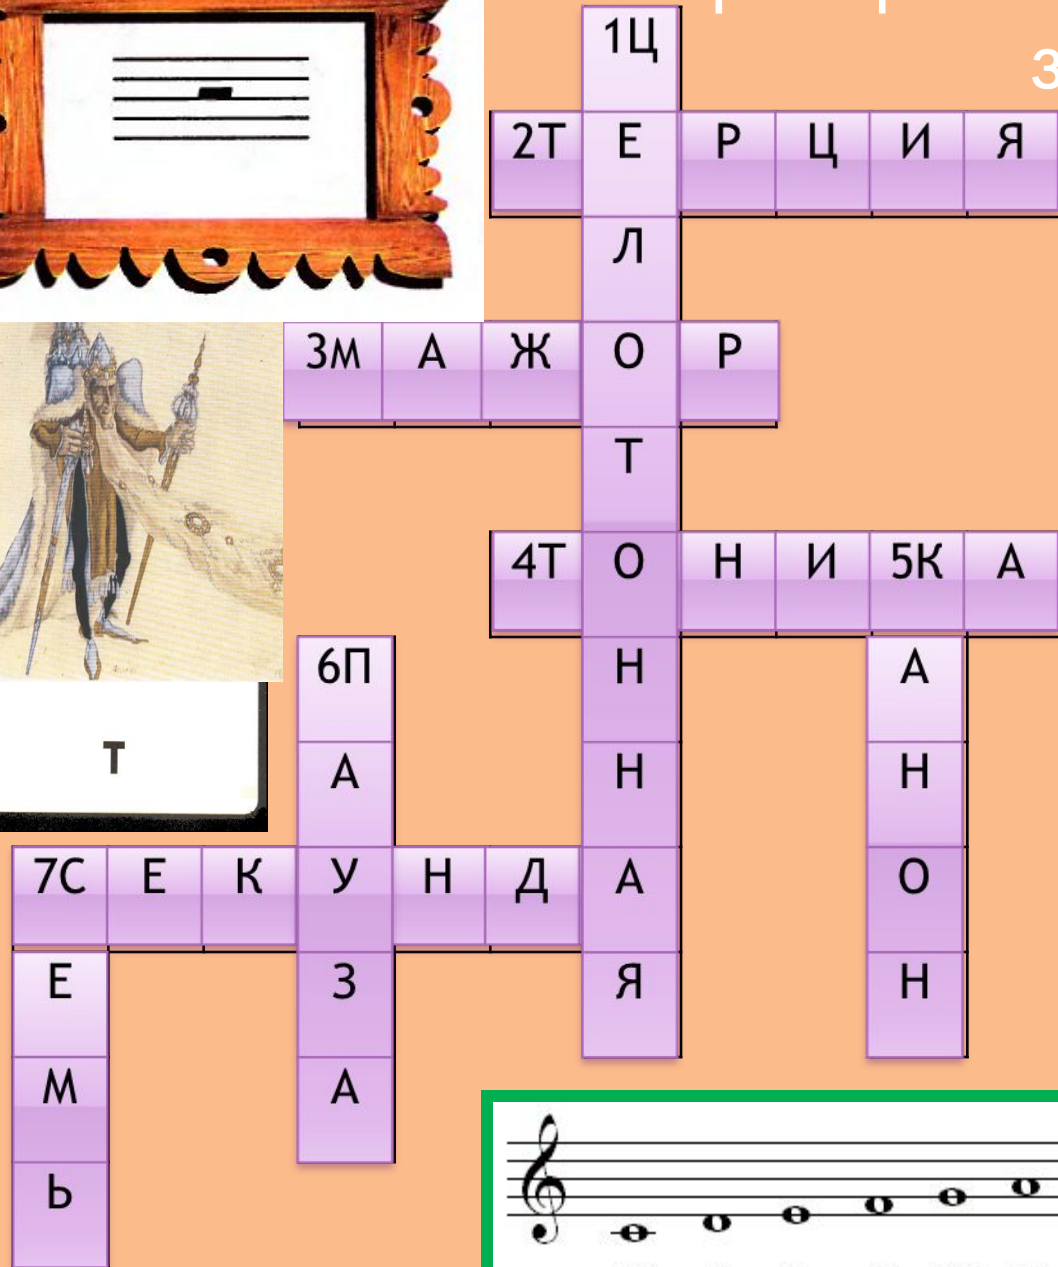 1Ц
З
2Т Е Р Ц И Я
Л
3м А Ж О Р
Т
4Т О Н И 5К А
6П Н А
т
А Н Н
7С Е К У Н Д А О
Е З Я Н
М А
Ь